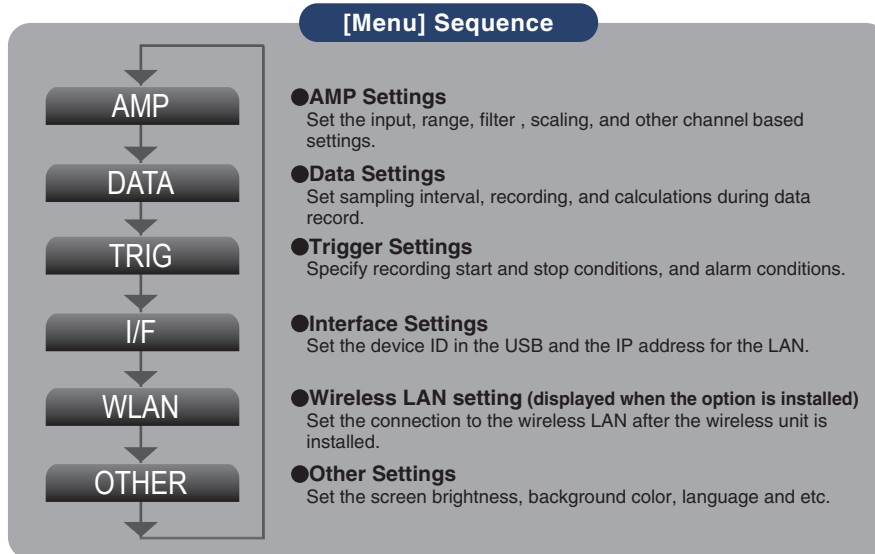 [Menu] Sequence
AMP
●AMP Settings
Set the input, range, filter , scaling, and other channel based
settings.
DATA
●Data Settings
Set sampling interval, recording, and calculations during data
record.
TRIG
●Trigger Settings
Specify recording start and stop conditions, and alarm conditions.
I/F
●Interface Settings
Set the device ID in the USB and the IP address for the LAN.
WLAN
●Wireless LAN setting (displayed when the option is installed)
Set the connection to the wireless LAN after the wireless unit is
installed.
OTHER
●Other Settings
Set the screen brightness, background color, language and etc.